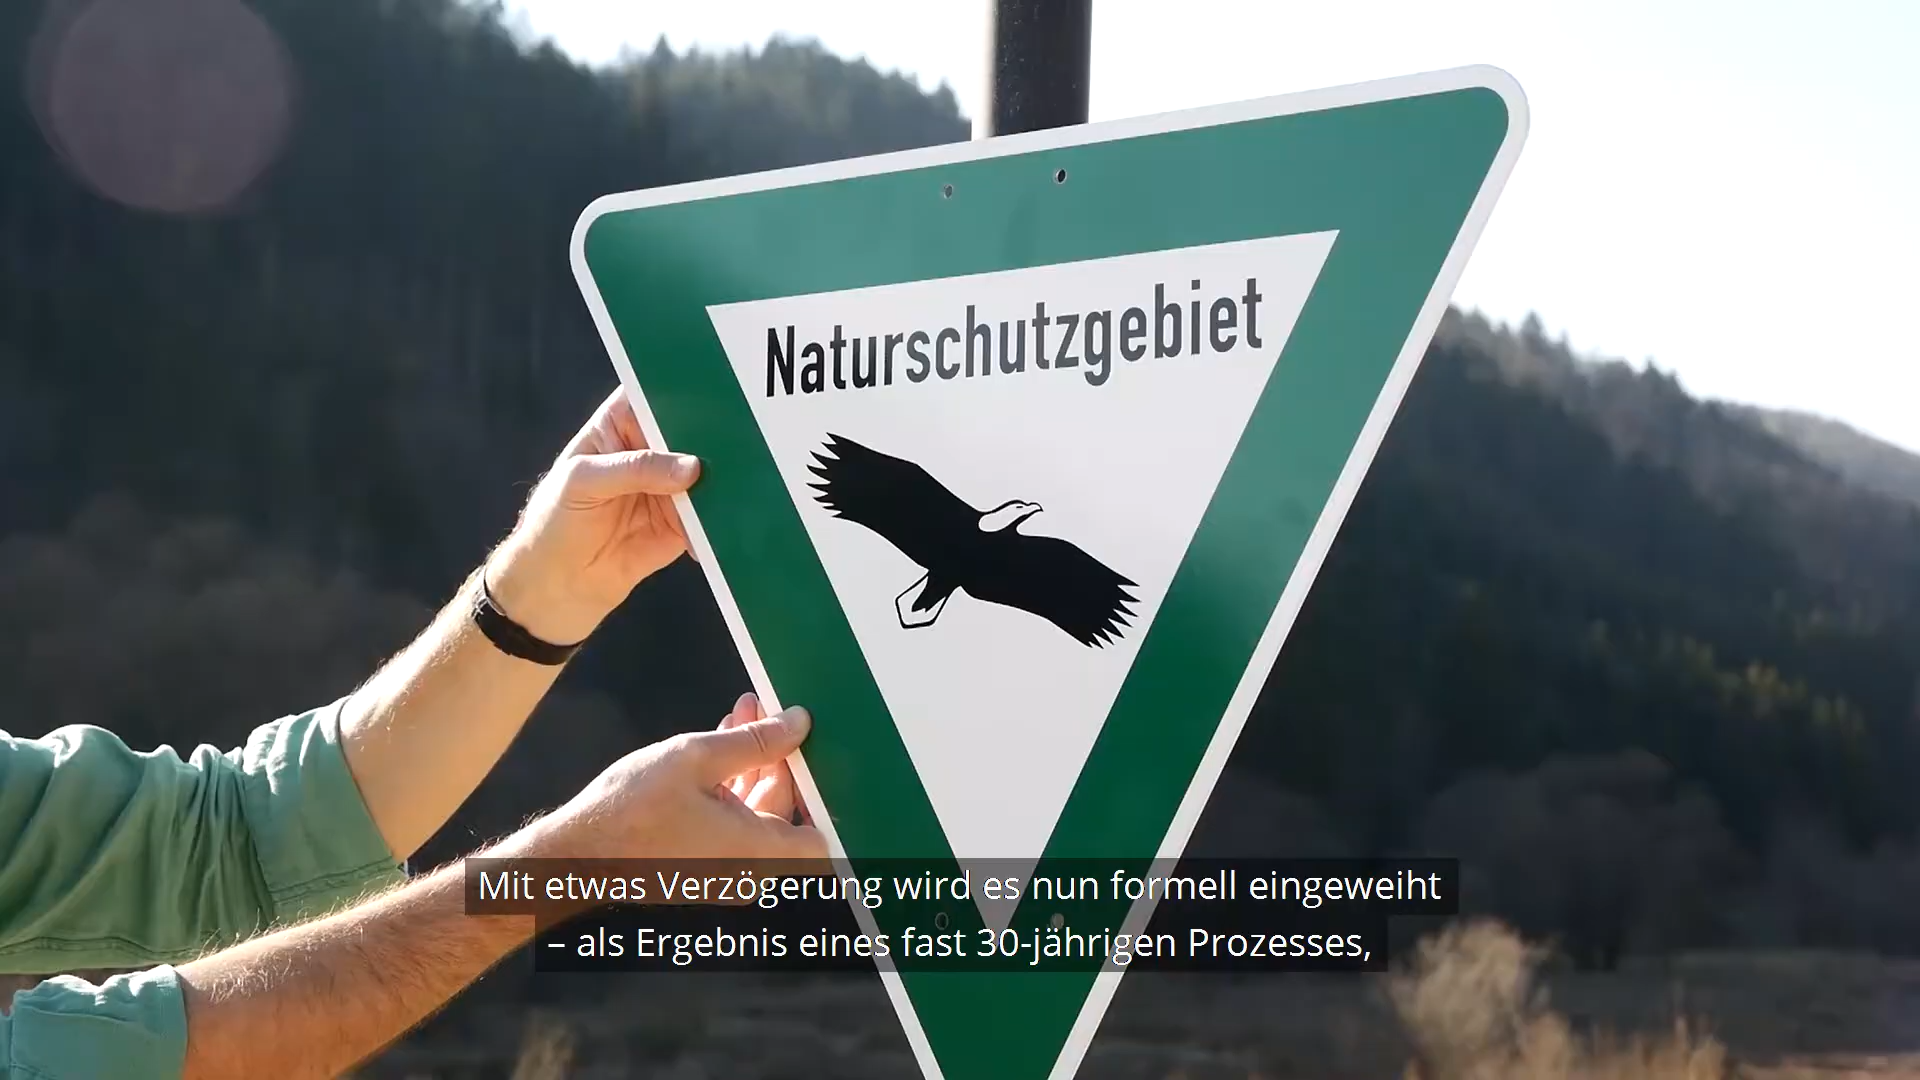 Naturschutzgebiet
Mit etwas Verzögerung wird es nun formell eingeweiht
– als Ergebnis eines fast 30-jährigen Prozesses,